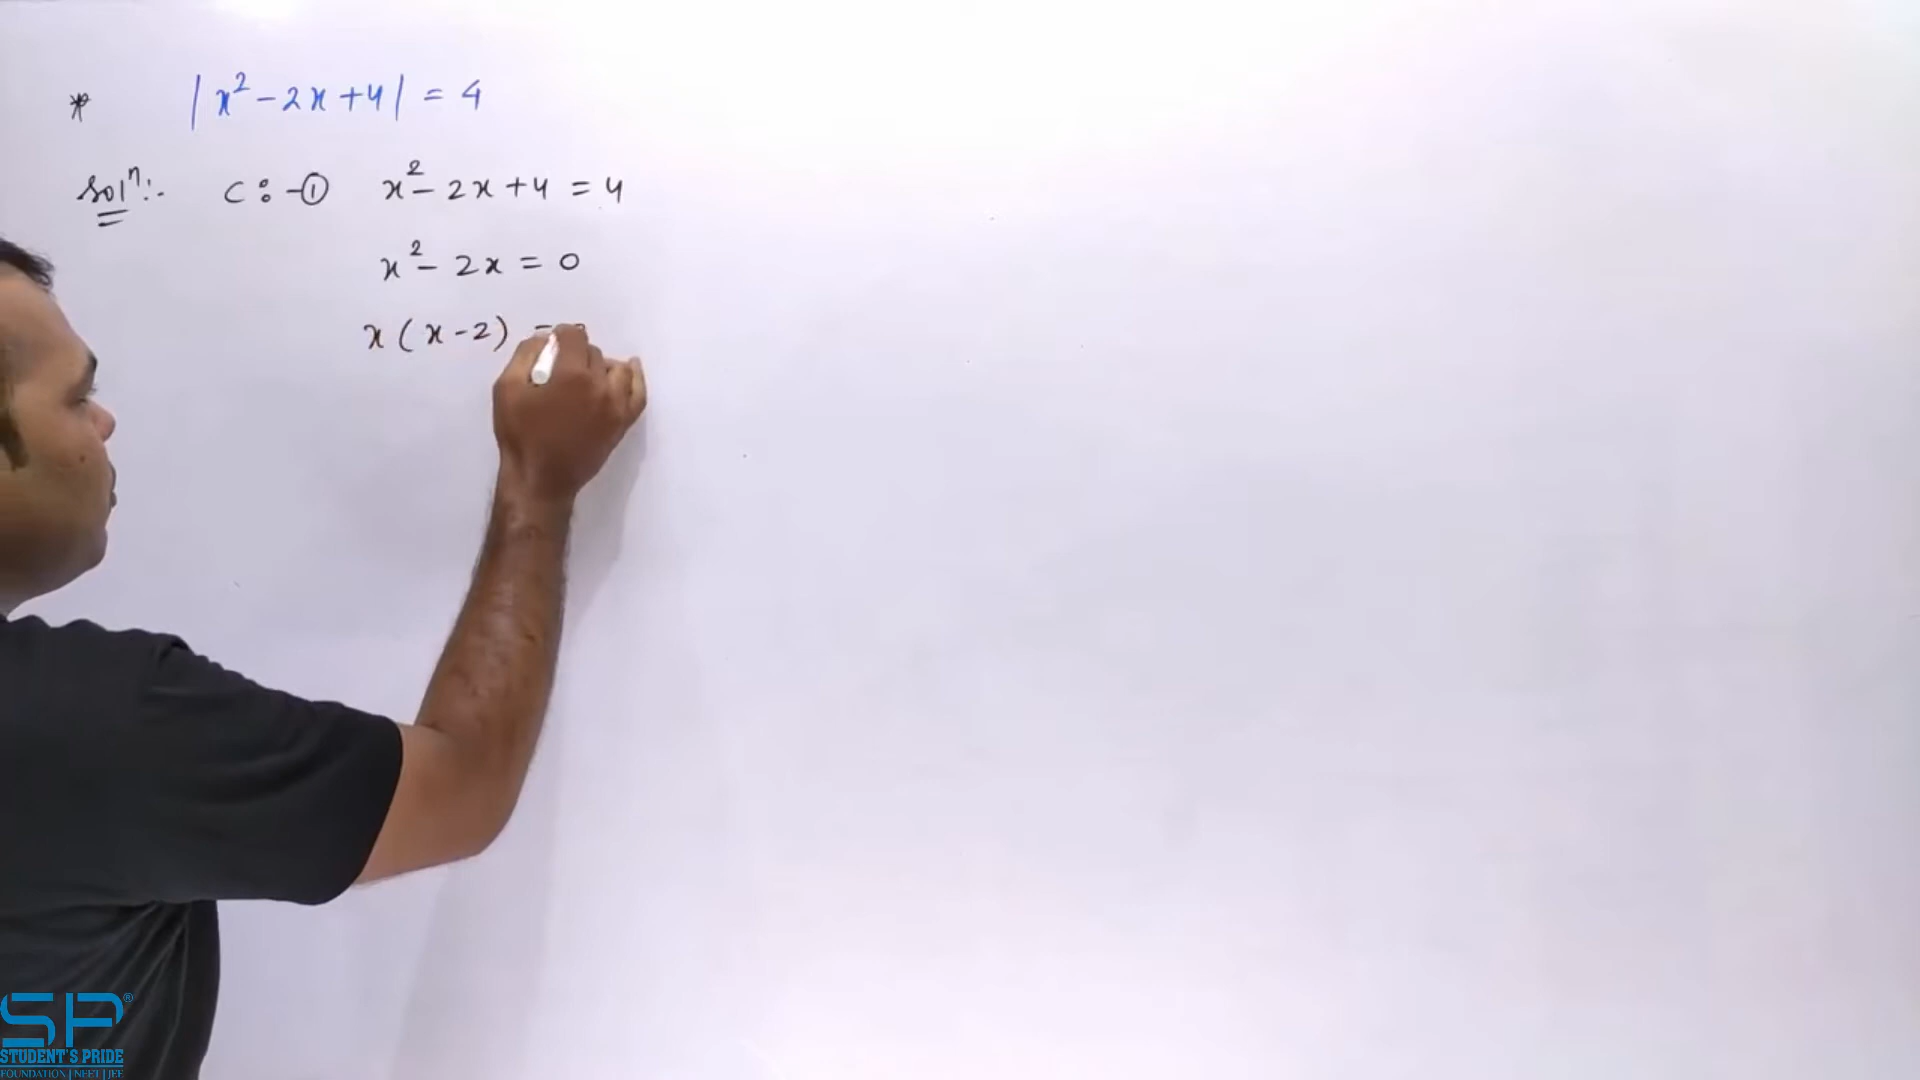 * |x² - 2x + 4| = 4
Solⁿ:- C:-① x² - 2x + 4 = 4
x² - 2x = 0
x(x-2) =
SP®
STUDENT'S PRIDE
FOUNDATION | NEET | JEE